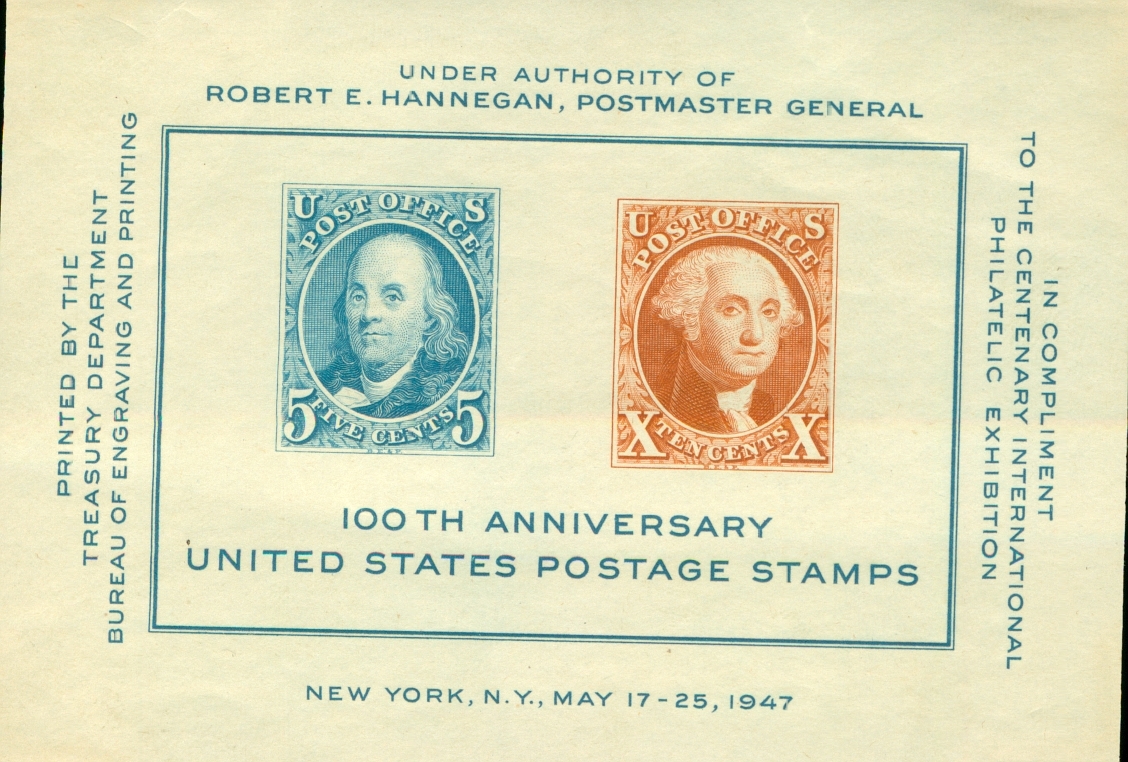 UNDER AUTHORITY OF
ROBERT E. HANNEGAN, POSTMASTER GENERAL
PRINTED BY THE
TREASURY DEPARTMENT
BUREAU OF ENGRAVING AND PRINTING
U S
POST OFFICE
5 FIVE CENTS 5
U S
POST OFFICE
X TEN CENTS X
100TH ANNIVERSARY
UNITED STATES POSTAGE STAMPS
IN COMPLIMENT
TO THE CENTENARY INTERNATIONAL
PHILATELIC EXHIBITION
NEW YORK, N.Y., MAY 17-25, 1947